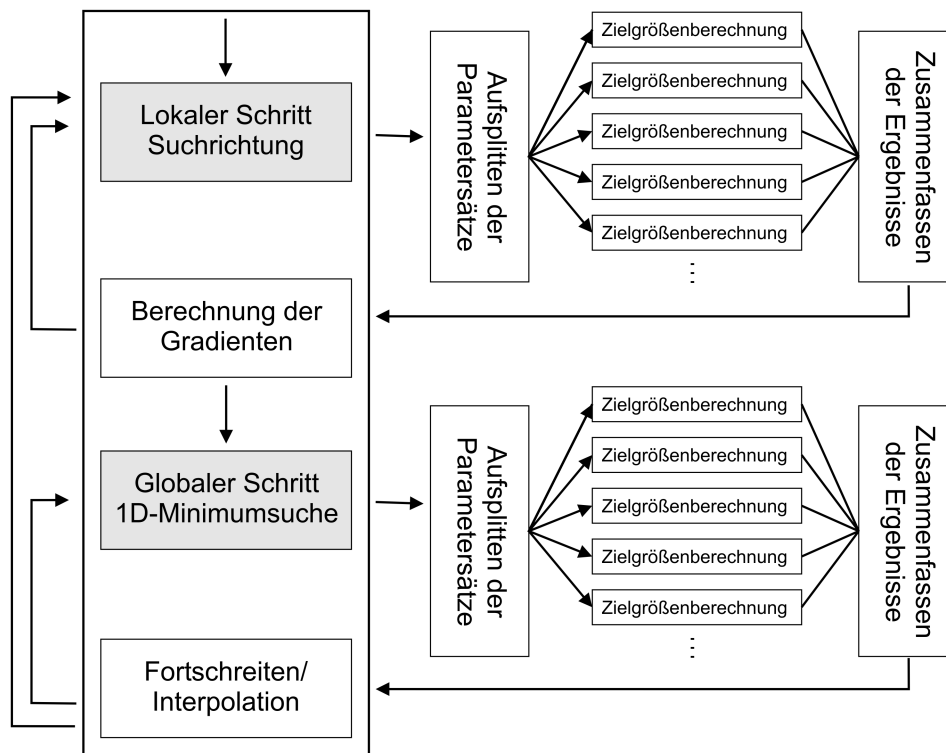 Lokaler Schritt
Suchrichtung
Aufsplitten der
Parametersätze
Zielgrößenberechnung
Zielgrößenberechnung
Zielgrößenberechnung
Zielgrößenberechnung
Zielgrößenberechnung
...
Zusammenfassen
der Ergebnisse
Berechnung der
Gradienten
Globaler Schritt
1D-Minimumsuche
Aufsplitten der
Parametersätze
Zielgrößenberechnung
Zielgrößenberechnung
Zielgrößenberechnung
Zielgrößenberechnung
Zielgrößenberechnung
...
Zusammenfassen
der Ergebnisse
Fortschreiten/
Interpolation